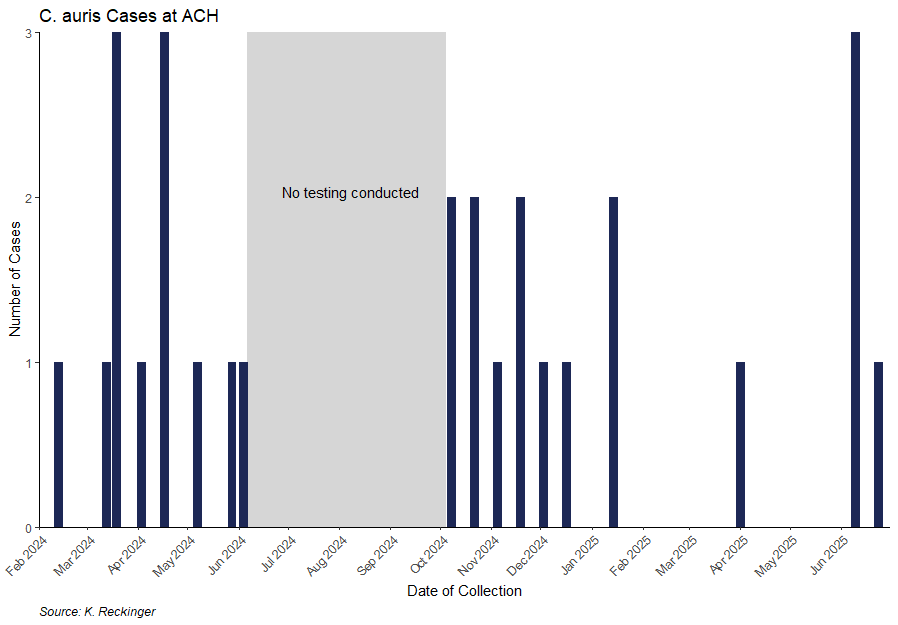 C. auris Cases at ACH
3
2
1
0
Number of Cases
No testing conducted
Feb 2024
Mar 2024
Apr 2024
May 2024
Jun 2024
Jul 2024
Aug 2024
Sep 2024
Oct 2024
Nov 2024
Dec 2024
Jan 2025
Feb 2025
Mar 2025
Apr 2025
May 2025
Jun 2025
Date of Collection
Source: K. Reckinger